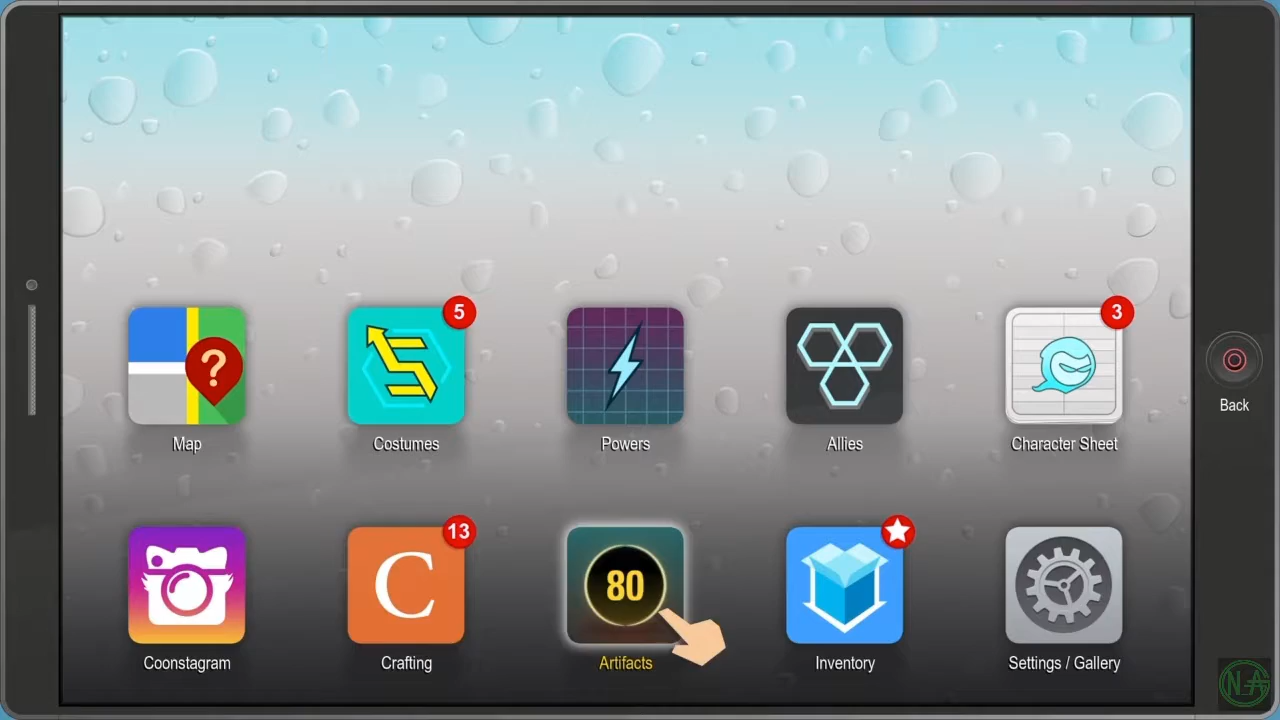 5
3
?
Map
Costumes
Powers
Allies
Character Sheet
Back
13
C
80
Coonstagram
Crafting
Artifacts
Inventory
Settings / Gallery